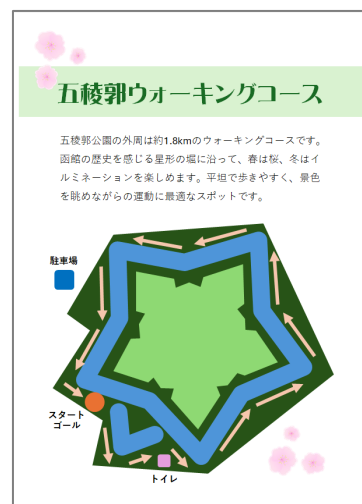 五稜郭ウォーキングコース
五稜郭公園の外周は約1.8kmのウォーキングコースです。
函館の歴史を感じる星形の堀に沿って、春は桜、冬はイ
ルミネーションを楽しめます。平坦で歩きやすく、景色
を眺めながらの運動に最適なスポットです。
駐車場
スタート
ゴール
トイレ